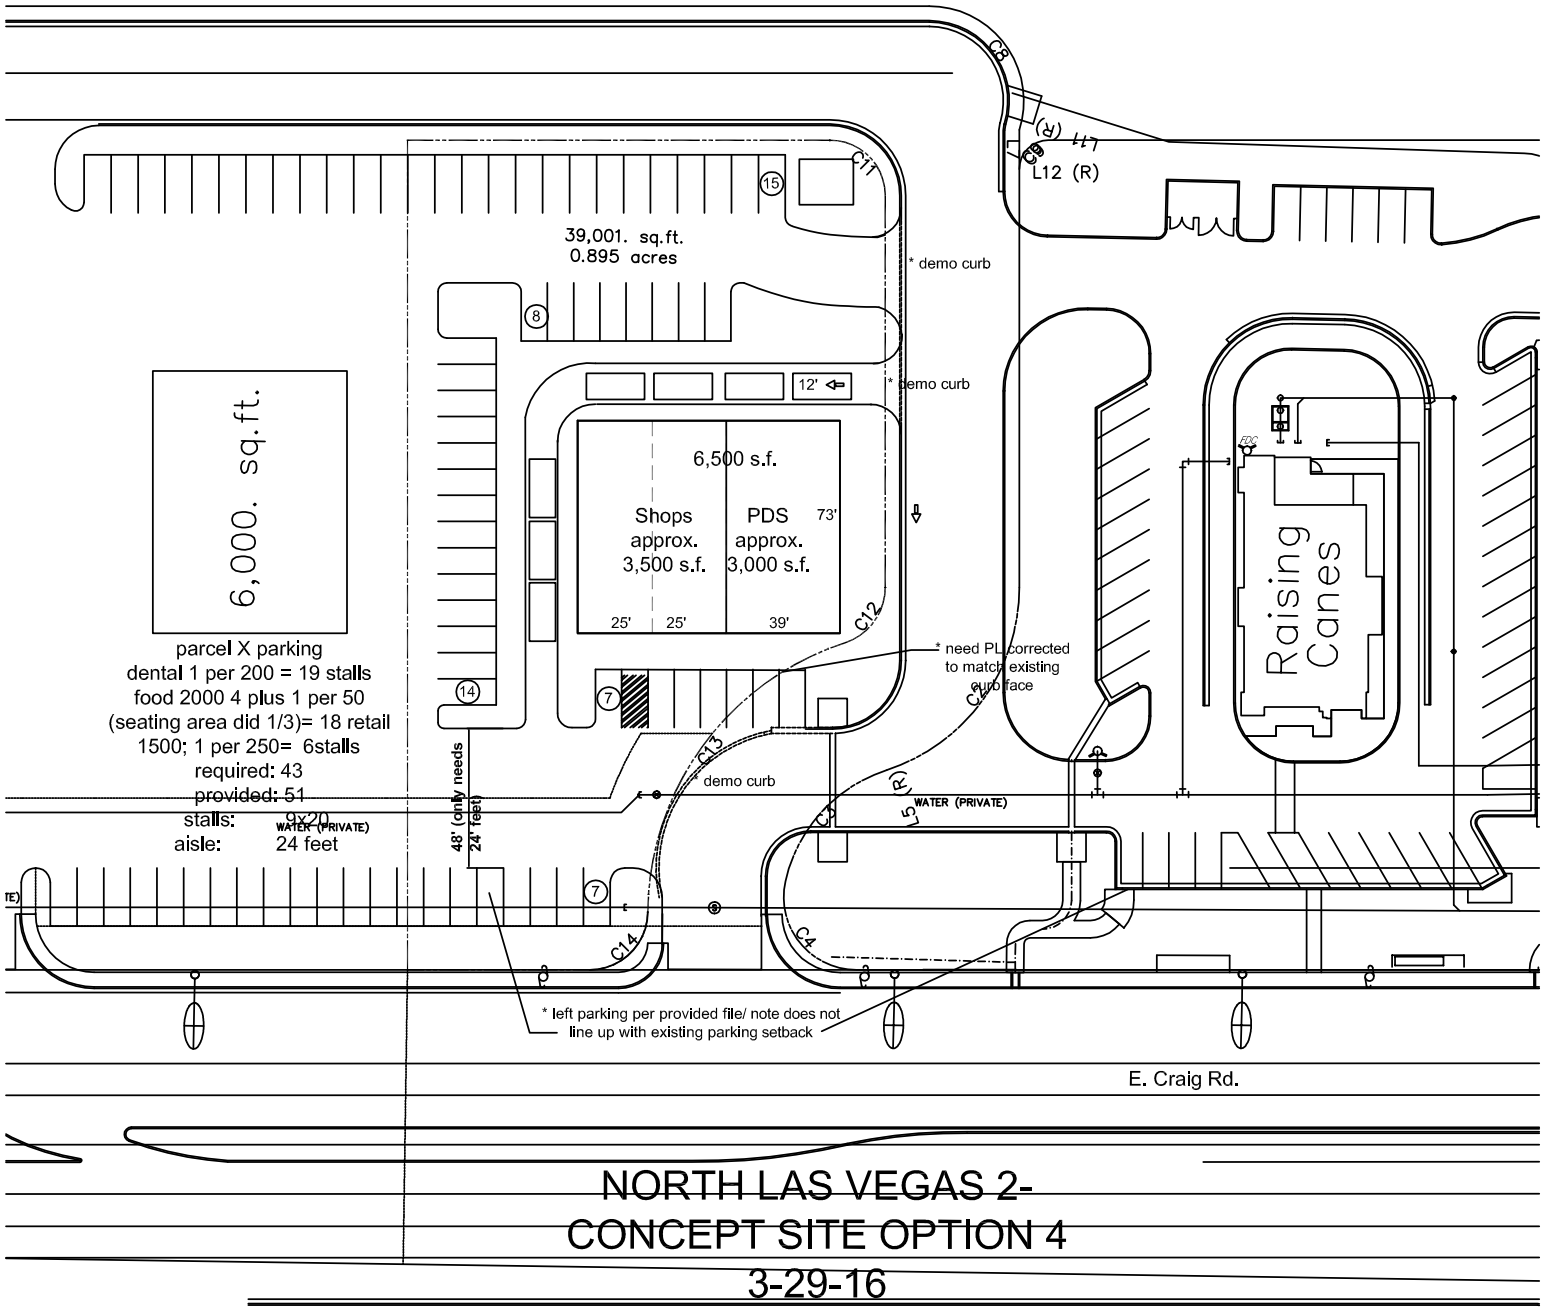 C8
L11 (R)
C9
L12 (R)
C11
15
39,001. sq.ft.
0.895 acres
* demo curb
8
12'
* demo curb
6,000. sq.ft.
6,500 s.f.
Shops
approx.
3,500 s.f.
PDS
approx.
3,000 s.f.
73'
25'
25'
39'
C12
FDC
Raising
Canes
* need PL corrected
to match existing
curb face
C2
parcel X parking
dental 1 per 200 = 19 stalls
food 2000 4 plus 1 per 50
(seating area did 1/3)= 18 retail
1500; 1 per 250= 6stalls
required: 43
provided: 51
stalls: 9x20
aisle: 24 feet
WATER (PRIVATE)
14
7
48' (only needs
24' feet)
C13
* demo curb
L5 (R)
C3
WATER (PRIVATE)
TE)
7
C14
C4
* left parking per provided file/ note does not
line up with existing parking setback
E. Craig Rd.
NORTH LAS VEGAS 2-
CONCEPT SITE OPTION 4
3-29-16